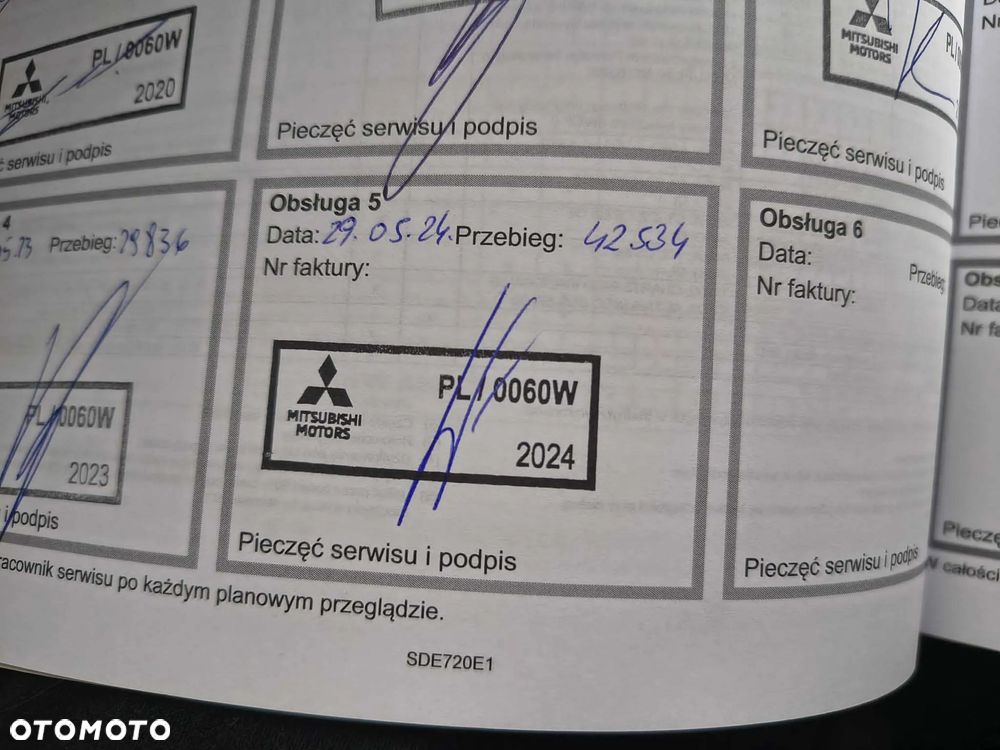 PL / 0060W
MITSUBISHI
MOTORS
2020
serwisu i podpis
Pieczęć serwisu i podpis
MITSUBISHI
MOTORS
Pieczęć serwisu i podpis
4
Przebieg: 29836
PL / 0060W
2023
i podpis
Obsługa 5
Data: 29.05.24. Przebieg: 42534
Nr faktury:
MITSUBISHI
MOTORS
PL / 0060W
2024
Pieczęć serwisu i podpis
Obsługa 6
Data:
Przebieg
Nr faktury:
Pieczęć serwisu i podpis
racownik serwisu po każdym planowym przeglądzie.
SDE720E1
W całości
OTOMOTO